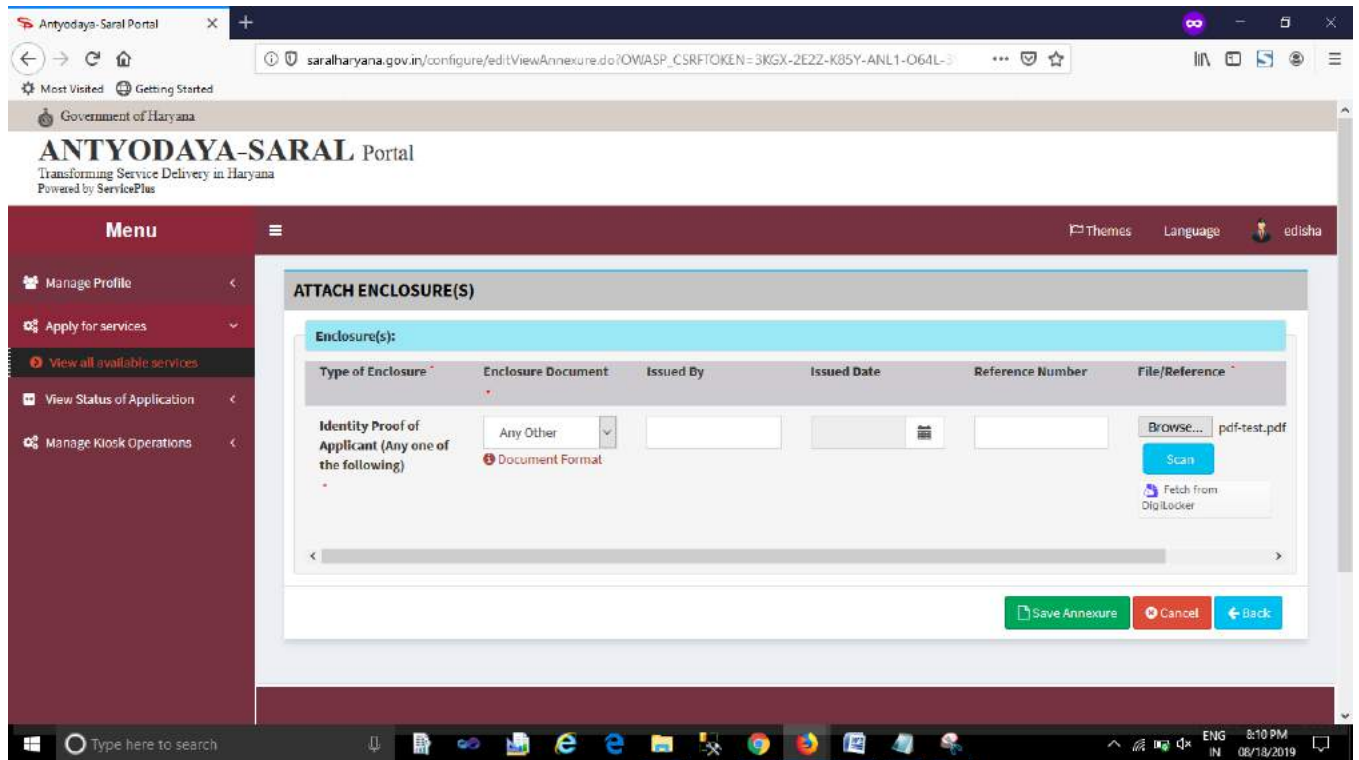 Antyodaya-Saral Portal
saralharyana.gov.in/configure/editViewAnnexure.do?OWASP_CSRFTOKEN=3KGX-2E2Z-K85Y-ANL1-O64L-
Most Visited Getting Started
Government of Haryana
ANTYODAYA-SARAL Portal
Transforming Service Delivery in Haryana
Powered by ServicePlus
Menu
Themes Language edisha
Manage Profile
Apply for services
View all available services
View Status of Application
Manage Kiosk Operations
ATTACH ENCLOSURE(S)
Enclosure(s):
Type of Enclosure * Enclosure Document * Issued By Issued Date Reference Number File/Reference *
Identity Proof of
Applicant (Any one of
the following)
*
Any Other
Document Format
Browse... pdf-test.pdf
Scan
Fetch from
DigiLocker
Save Annexure Cancel Back
Type here to search
ENG
IN
8:10 PM
08/18/2019